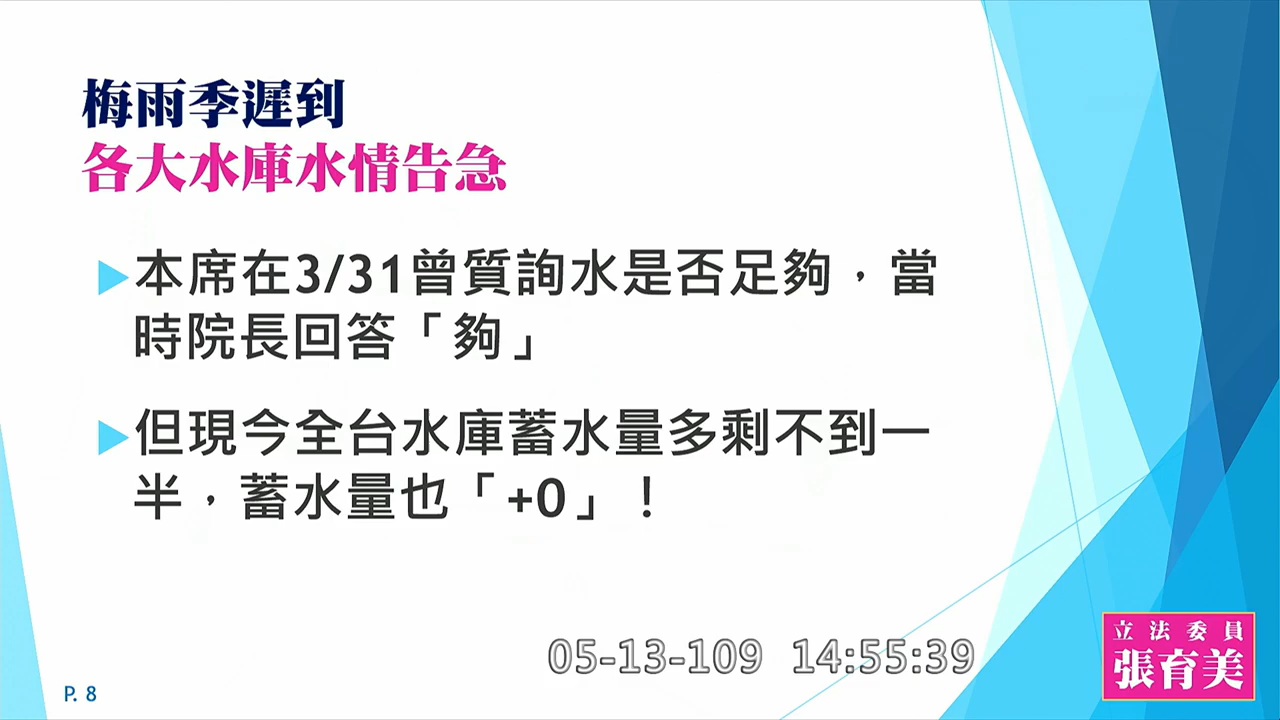 梅雨季遲到
各大水庫水情告急
本席在3/31曾質詢水是否足夠，當
時院長回答「夠」
但現今全台水庫蓄水量多剩不到一
半，蓄水量也「+0」！
05-13-109 14:55:39
立法委員
張育美
P. 8